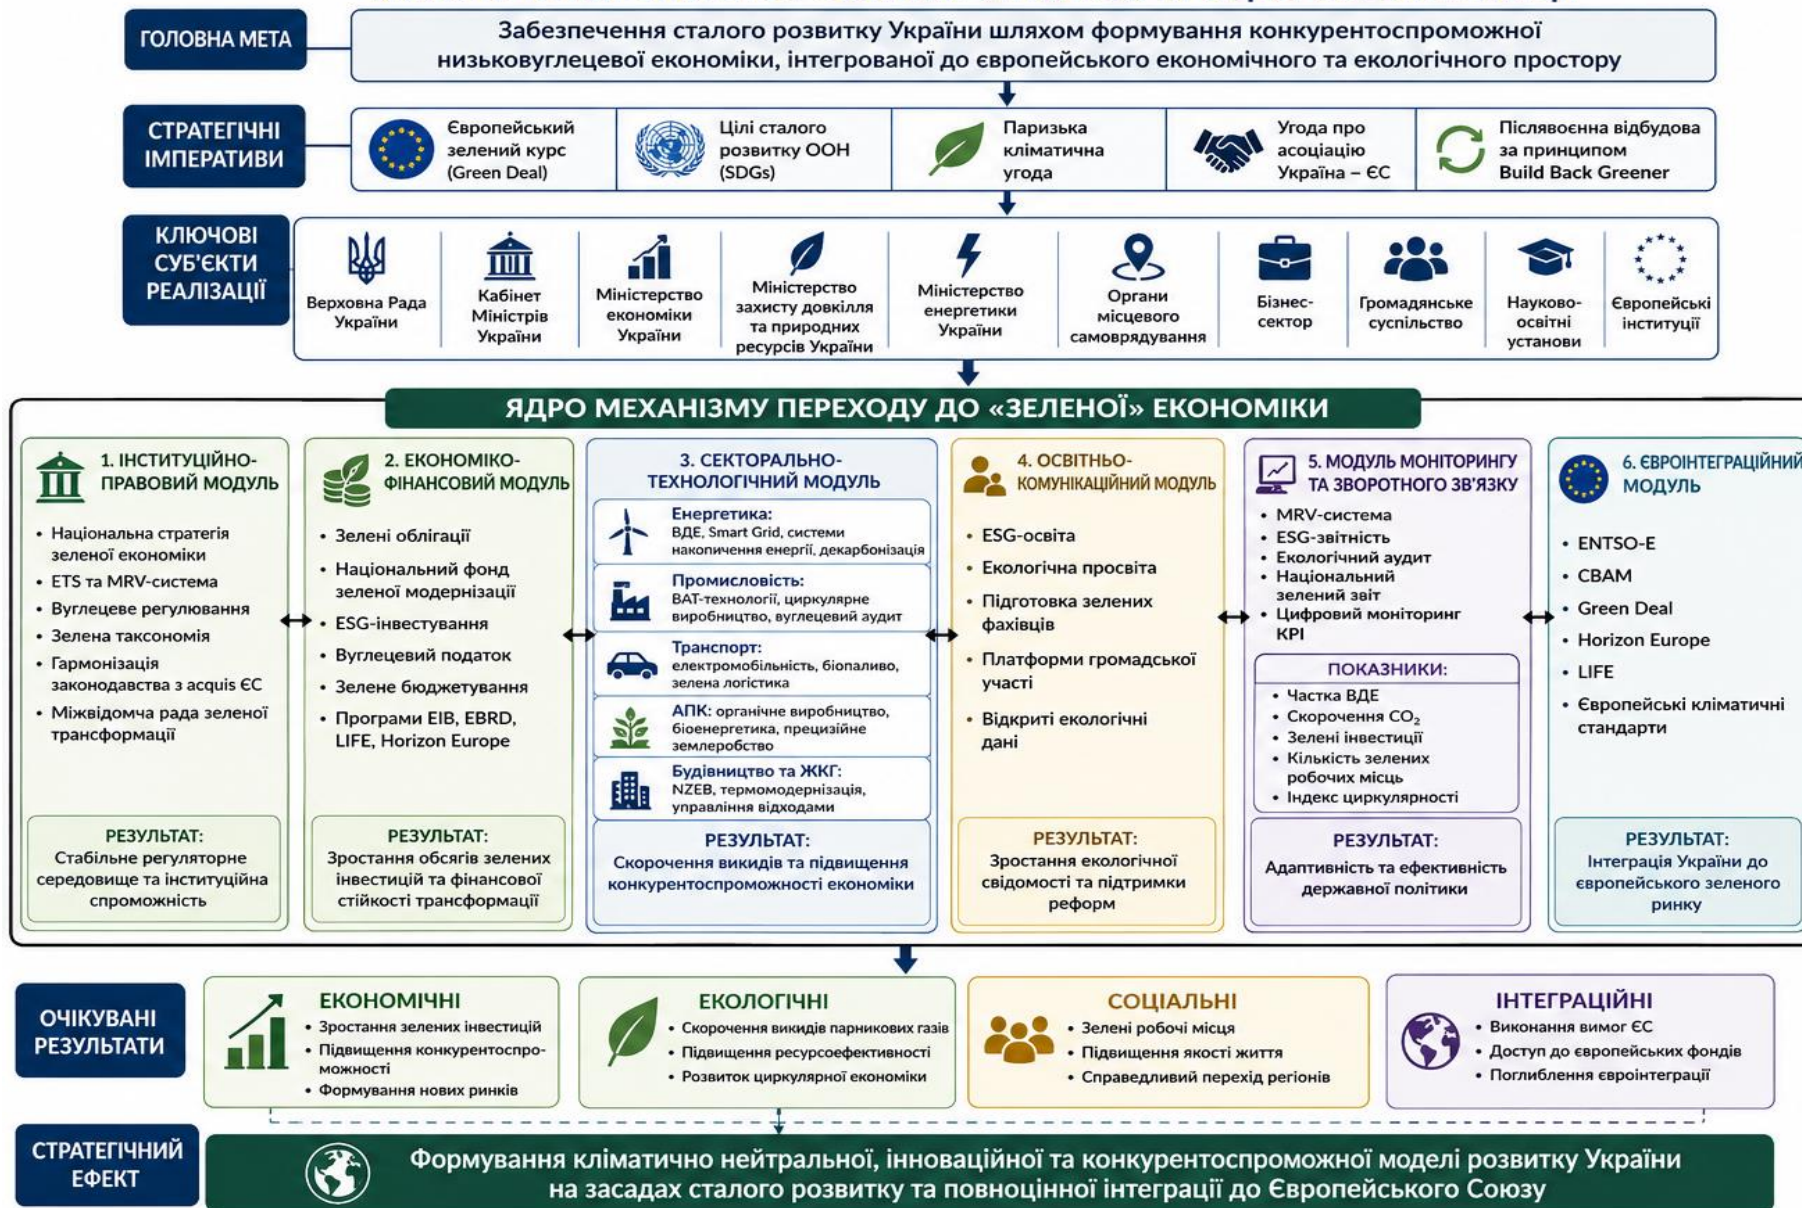 ГОЛОВНА МЕТА
Забезпечення сталого розвитку України шляхом формування конкурентоспроможної
низьковуглецевої економіки, інтегрованої до європейського економічного та екологічного простору
СТРАТЕГІЧНІ
ІМПЕРАТИВИ
Європейський
зелений курс
(Green Deal)
Цілі сталого
розвитку ООН
(SDGs)
Паризька
кліматична
угода
Угода про
асоціацію
Україна – ЄС
Післявоєнна відбудова
за принципом
Build Back Greener
КЛЮЧОВІ
СУБ'ЄКТИ
РЕАЛІЗАЦІЇ
Верховна Рада
України
Кабінет
Міністрів
України
Міністерство
економіки
України
Міністерство
захисту довкілля
та природних
ресурсів України
Міністерство
енергетики
України
Органи
місцевого
самоврядування
Бізнес-
сектор
Громадянське
суспільство
Науково-
освітні
установи
Європейські
інституції
ЯДРО МЕХАНІЗМУ ПЕРЕХОДУ ДО «ЗЕЛЕНОЇ» ЕКОНОМІКИ
1. ІНСТИТУЦІЙНО-
ПРАВОВИЙ МОДУЛЬ
• Національна стратегія
зеленої економіки
• ETS та MRV-система
• Вуглецеве регулювання
• Зелена таксономія
• Гармонізація
законодавства з acquis ЄС
• Міжвідомча рада зеленої
трансформації
РЕЗУЛЬТАТ:
Стабільне регуляторне
середовище та інституційна
спроможність
2. ЕКОНОМІКО-
ФІНАНСОВИЙ МОДУЛЬ
• Зелені облігації
• Національний фонд
зеленої модернізації
• ESG-інвестування
• Вуглецевий податок
• Зелене бюджетування
• Програми EIB, EBRD,
LIFE, Horizon Europe
РЕЗУЛЬТАТ:
Зростання обсягів зелених
інвестицій та фінансової
стійкості трансформації
3. СЕКТОРАЛЬНО-
ТЕХНОЛОГІЧНИЙ МОДУЛЬ
Енергетика:
ВДЕ, Smart Grid, системи
накопичення енергії, декарбонізація
Промисловість:
BAT-технології, циркулярне
виробництво, вуглецевий аудит
Транспорт:
електромобільність, біопаливо,
зелена логістика
АПК: органічне виробництво,
біоенергетика, прецизійне
землеробство
Будівництво та ЖКГ:
NZEB, термомодернізація,
управління відходами
РЕЗУЛЬТАТ:
Скорочення викидів та підвищення
конкурентоспроможності економіки
4. ОСВІТНЬО-
КОМУНІКАЦІЙНИЙ МОДУЛЬ
• ESG-освіта
• Екологічна просвіта
• Підготовка зелених
фахівців
• Платформи громадської
участі
• Відкриті екологічні
дані
РЕЗУЛЬТАТ:
Зростання екологічної
свідомості та підтримки
реформ
5. МОДУЛЬ МОНІТОРИНГУ
ТА ЗВОРОТНОГО ЗВ'ЯЗКУ
• MRV-система
• ESG-звітність
• Екологічний аудит
• Національний
зелений звіт
• Цифровий моніторинг
KPI
ПОКАЗНИКИ:
• Частка ВДЕ
• Скорочення CO₂
• Зелені інвестиції
• Кількість зелених
робочих місць
• Індекс циркулярності
РЕЗУЛЬТАТ:
Адаптивність та ефективність
державної політики
6. ЄВРОІНТЕГРАЦІЙНИЙ
МОДУЛЬ
• ENTSO-E
• CBAM
• Green Deal
• Horizon Europe
• LIFE
• Європейські кліматичні
стандарти
РЕЗУЛЬТАТ:
Інтеграція України до
європейського зеленого
ринку
ОЧІКУВАНІ
РЕЗУЛЬТАТИ
ЕКОНОМІЧНІ
• Зростання зелених інвестицій
• Підвищення конкурентоспро-
можності
• Формування нових ринків
ЕКОЛОГІЧНІ
• Скорочення викидів парникових газів
• Підвищення ресурсоефективності
• Розвиток циркулярної економіки
СОЦІАЛЬНІ
• Зелені робочі місця
• Підвищення якості життя
• Справедливий перехід регіонів
ІНТЕГРАЦІЙНІ
• Виконання вимог ЄС
• Доступ до європейських фондів
• Поглиблення євроінтеграції
СТРАТЕГІЧНИЙ
ЕФЕКТ
Формування кліматично нейтральної, інноваційної та конкурентоспроможної моделі розвитку України
на засадах сталого розвитку та повноцінної інтеграції до Європейського Союзу